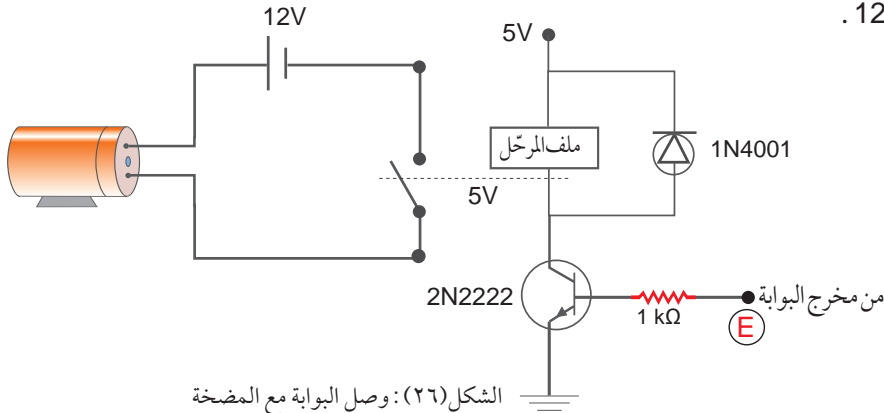 12 .
12V
5V
ملف المرحّل
1N4001
5V
2N2222
1 kΩ
من مخرج البوابة
E
الشكل(٢٦): وصل البوابة مع المضخة